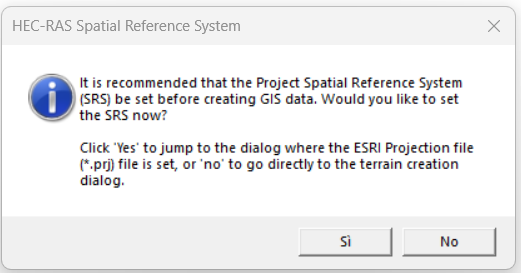 HEC-RAS Spatial Reference System
It is recommended that the Project Spatial Reference System
(SRS) be set before creating GIS data. Would you like to set
the SRS now?
Click 'Yes' to jump to the dialog where the ESRI Projection file
(*.prj) file is set, or 'no' to go directly to the terrain creation
dialog.
Sì
No